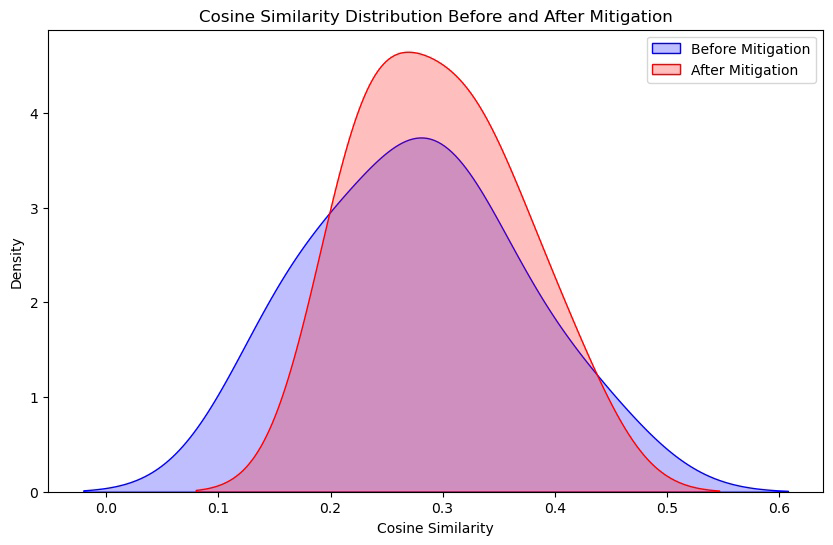 Cosine Similarity Distribution Before and After Mitigation
Before Mitigation
After Mitigation
Density
4
3
2
1
0
0.0 0.1 0.2 0.3 0.4 0.5 0.6
Cosine Similarity